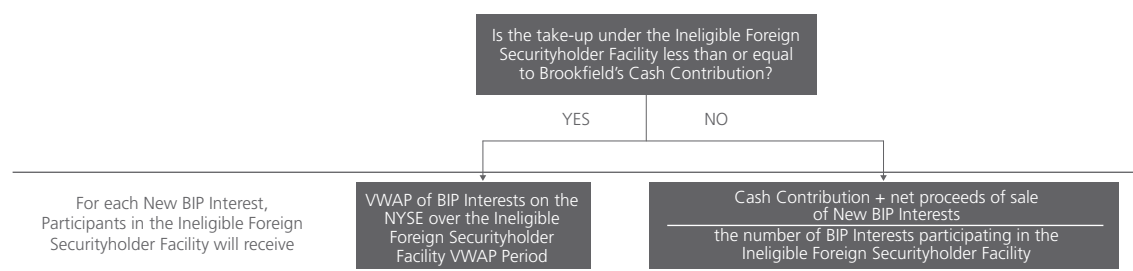 Is the take-up under the Ineligible Foreign
Securityholder Facility less than or equal
to Brookfield's Cash Contribution?
YES
NO
For each New BIP Interest,
Participants in the Ineligible Foreign
Securityholder Facility will receive
VWAP of BIP Interests on the
NYSE over the Ineligible
Foreign Securityholder
Facility VWAP Period
Cash Contribution + net proceeds of sale
of New BIP Interests
the number of BIP Interests participating in the
Ineligible Foreign Securityholder Facility